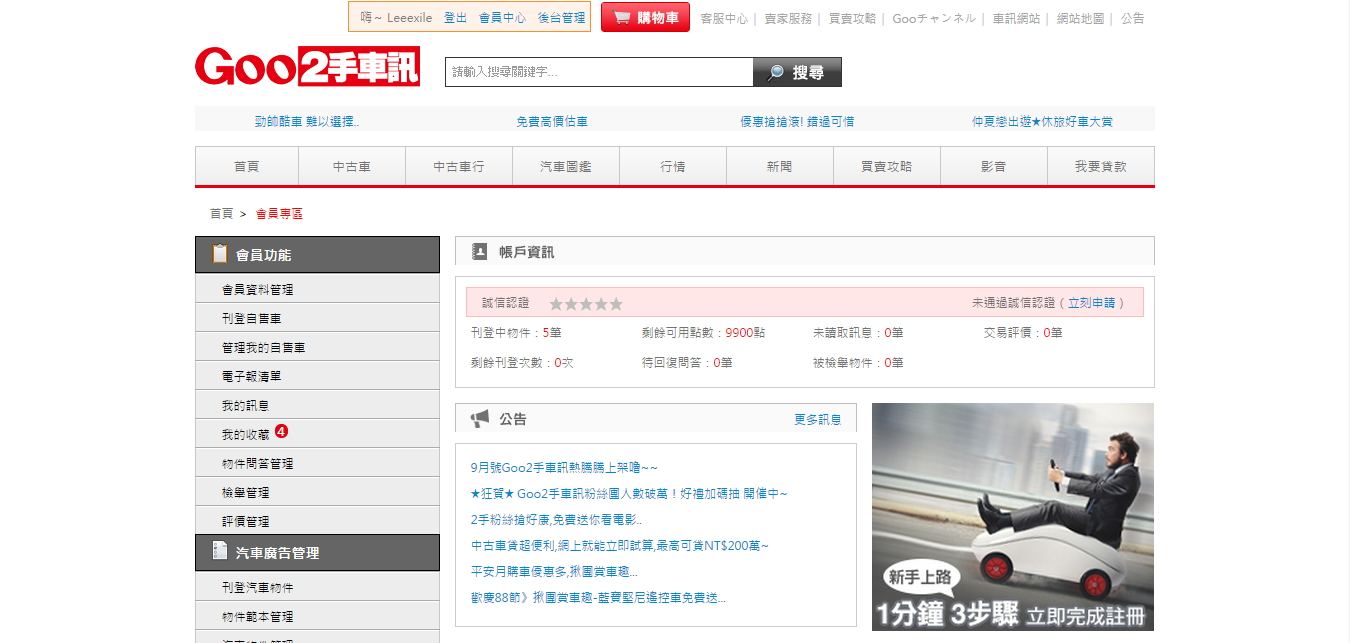 嗨~ Leeexile 登出 會員中心 後台管理 購物車 客服中心 | 賣家服務 | 買賣攻略 | Gooチャンネル | 車訊網站 | 網站地圖 | 公告
Goo2手車訊
請輸入搜尋關鍵字... 搜尋
勁帥酷車 難以選擇.. 免費高價估車 優惠搶搶滾! 錯過可惜 仲夏戀出遊★休旅好車大賞
首頁 中古車 中古車行 汽車圖鑑 行情 新聞 買賣攻略 影音 我要貸款
首頁 > 會員專區
會員功能
會員資料管理
刊登自售車
管理我的自售車
電子報清單
我的訊息
我的收藏 4
物件問答管理
檢舉管理
評價管理
汽車廣告管理
刊登汽車物件
物件範本管理
帳戶資訊
誠信認證 ★★★★★ 未通過誠信認證 ( 立刻申請 )
刊登中物件：5筆 剩餘可用點數：9900點 未讀取訊息：0筆 交易評價：0筆
剩餘刊登次數：0次 待回復問答：0筆 被檢舉物件：0筆
公告 更多訊息
9月號Goo2手車訊熱騰騰上架嚕~~
★狂賀★ Goo2手車訊粉絲團人數破萬！好禮加碼抽 開催中~
2手粉絲搶好康,免費送你看電影..
中古車貸超便利,網上就能立即試算,最高可貸NT$200萬~
平安月購車優惠多,揪團賞車趣...
歡慶88節》揪團賞車趣-藍寶堅尼遙控車免費送...
新手上路
1分鐘 3步驟 立即完成註冊